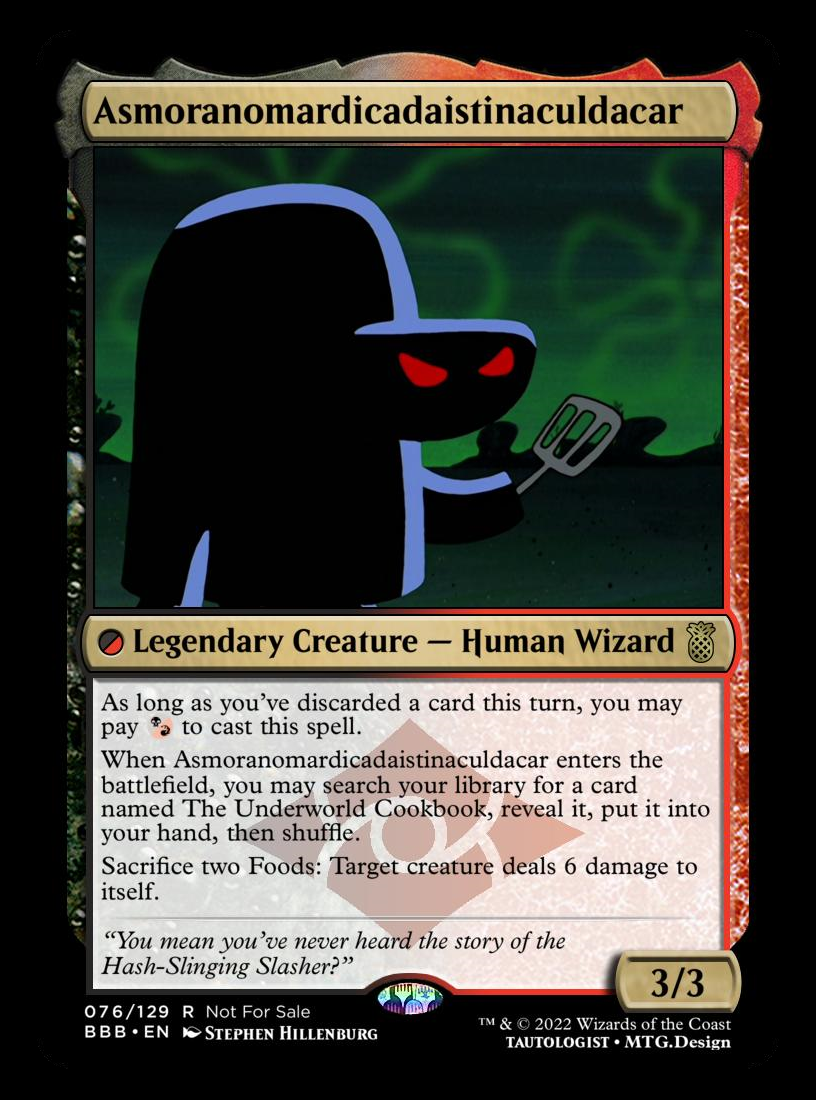 Asmoranomardicadaistinaculdacar
Legendary Creature — Human Wizard
As long as you’ve discarded a card this turn, you may
pay to cast this spell.
When Asmoranomardicadaistinaculdacar enters the
battlefield, you may search your library for a card
named The Underworld Cookbook, reveal it, put it into
your hand, then shuffle.
Sacrifice two Foods: Target creature deals 6 damage to
itself.
“You mean you’ve never heard the story of the
Hash-Slinging Slasher?”
3/3
076/129 R Not For Sale
BBB • EN Stephen Hillenburg
™ & © 2022 Wizards of the Coast
TAUTOLOGIST • MTG.Design